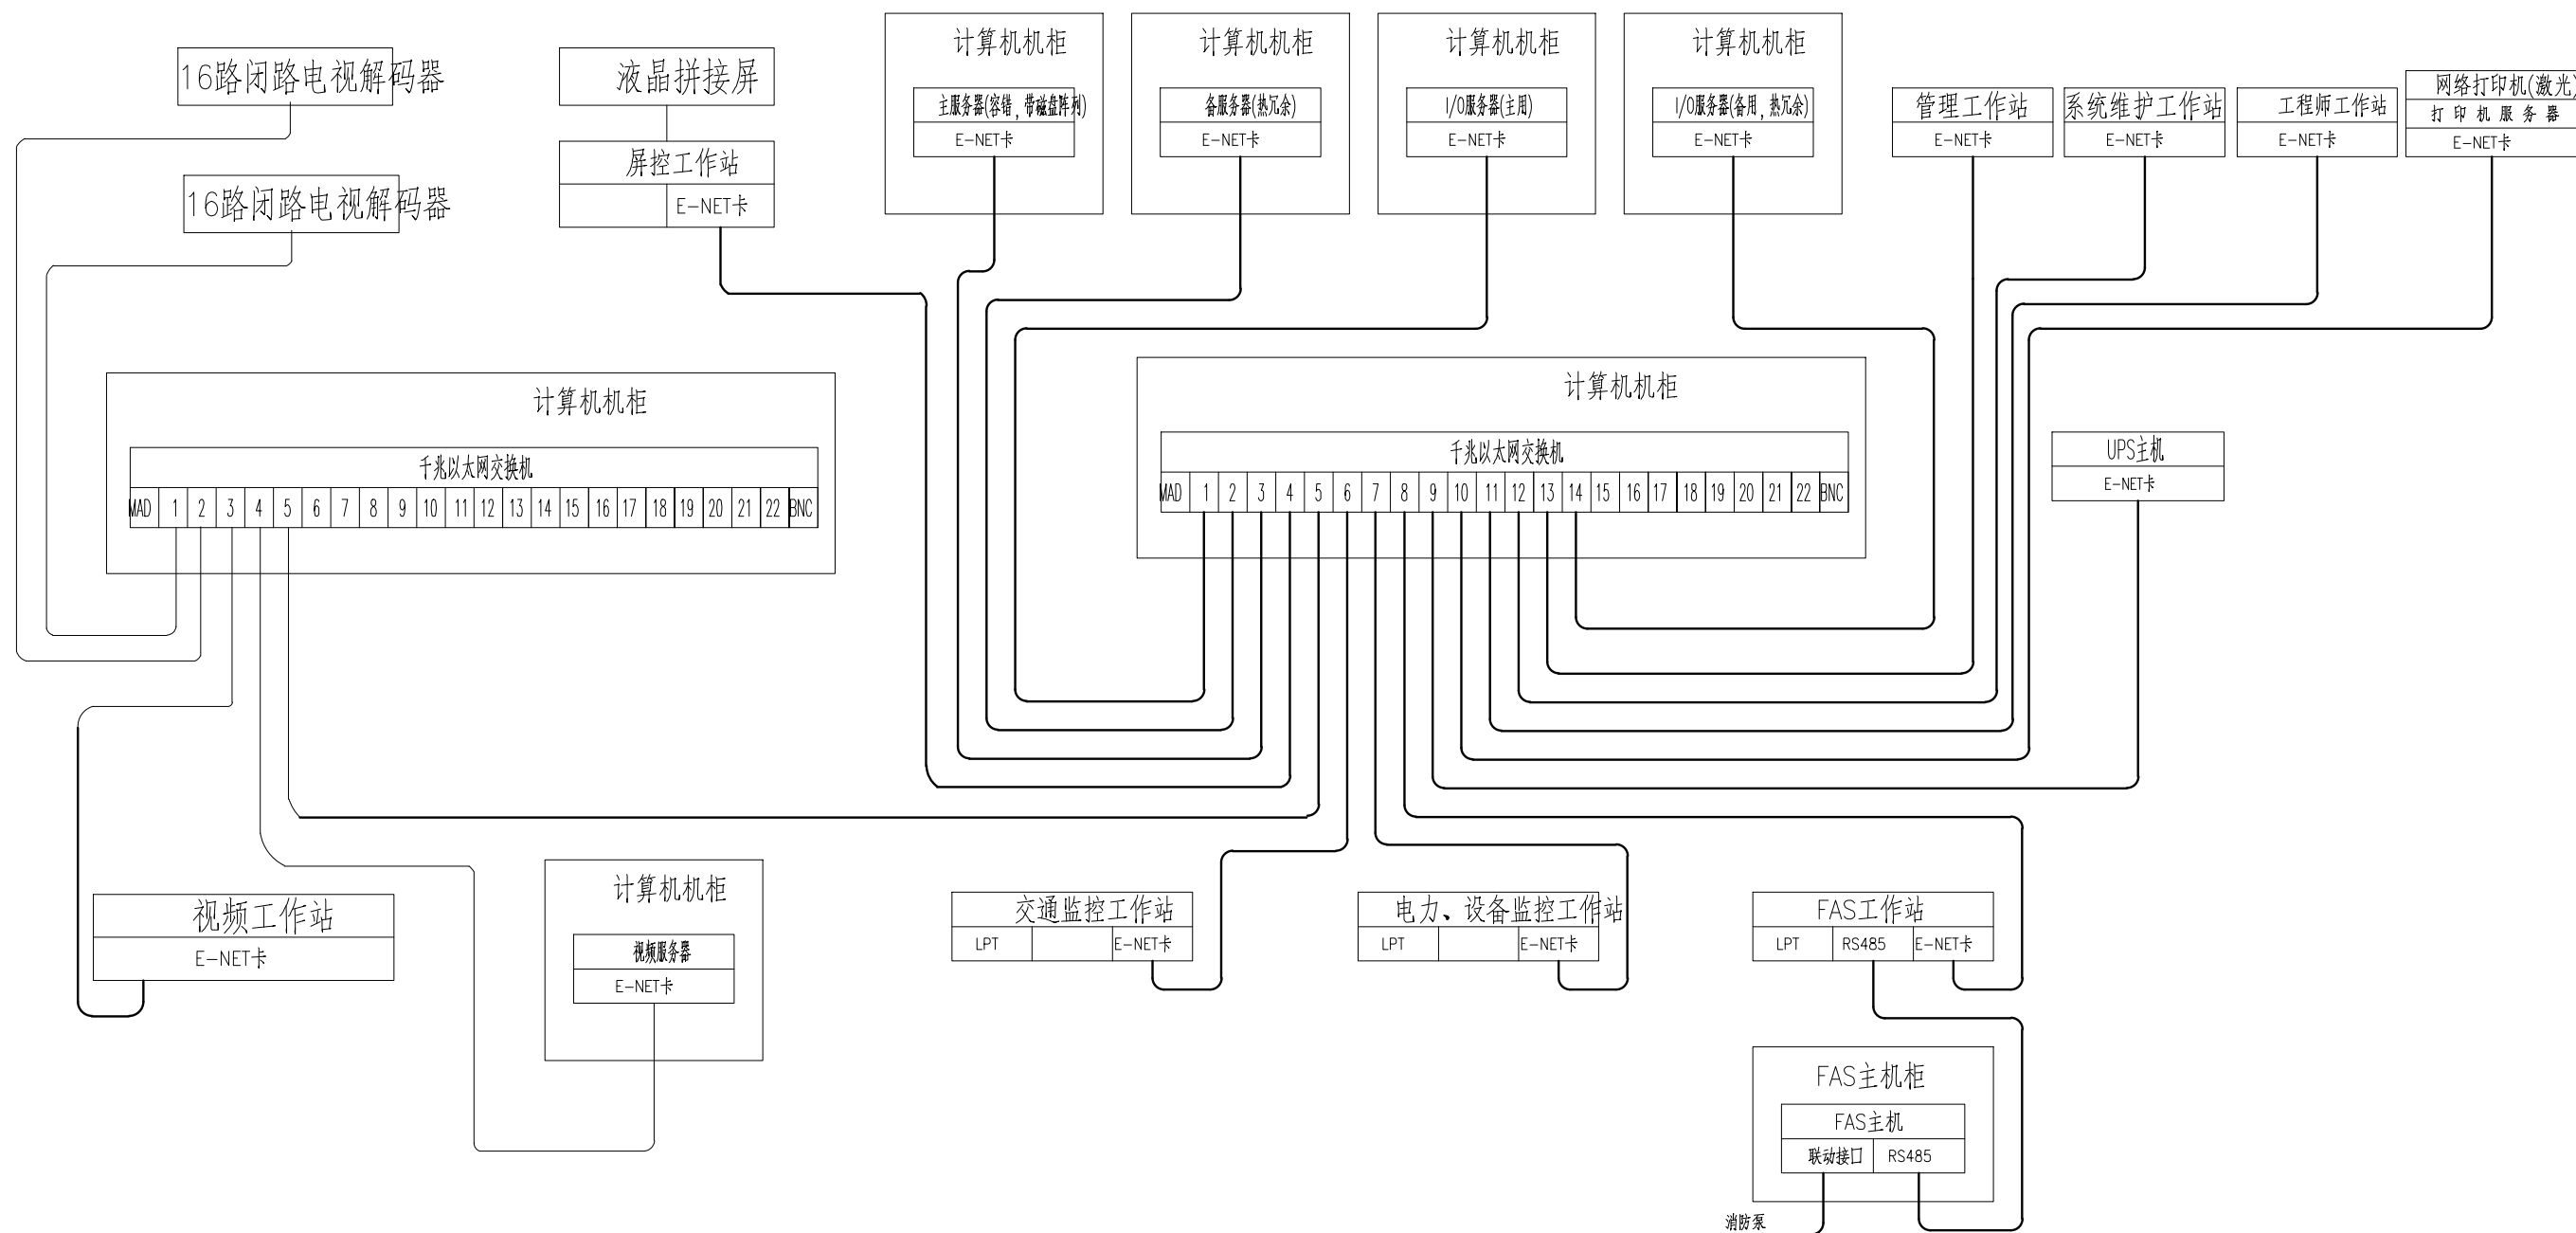 计算机机柜
计算机机柜
计算机机柜
计算机机柜
16路闭路电视解码器
液晶拼接屏
主服务器(容错，带磁盘阵列)
E-NET卡
备服务器(热冗余)
E-NET卡
I/O服务器(主用)
E-NET卡
I/O服务器(备用，热冗余)
E-NET卡
管理工作站
E-NET卡
系统维护工作站
E-NET卡
工程师工作站
E-NET卡
网络打印机(激光)
打印机服务器
E-NET卡
屏控工作站
E-NET卡
16路闭路电视解码器
计算机机柜
千兆以太网交换机
MAD 1 2 3 4 5 6 7 8 9 10 11 12 13 14 15 16 17 18 19 20 21 22 BNC
计算机机柜
千兆以太网交换机
MAD 1 2 3 4 5 6 7 8 9 10 11 12 13 14 15 16 17 18 19 20 21 22 BNC
UPS主机
E-NET卡
视频工作站
E-NET卡
计算机机柜
视频服务器
E-NET卡
交通监控工作站
LPT E-NET卡
电力、设备监控工作站
LPT E-NET卡
FAS工作站
LPT RS485 E-NET卡
FAS主机柜
FAS主机
联动接口 RS485
消防泵